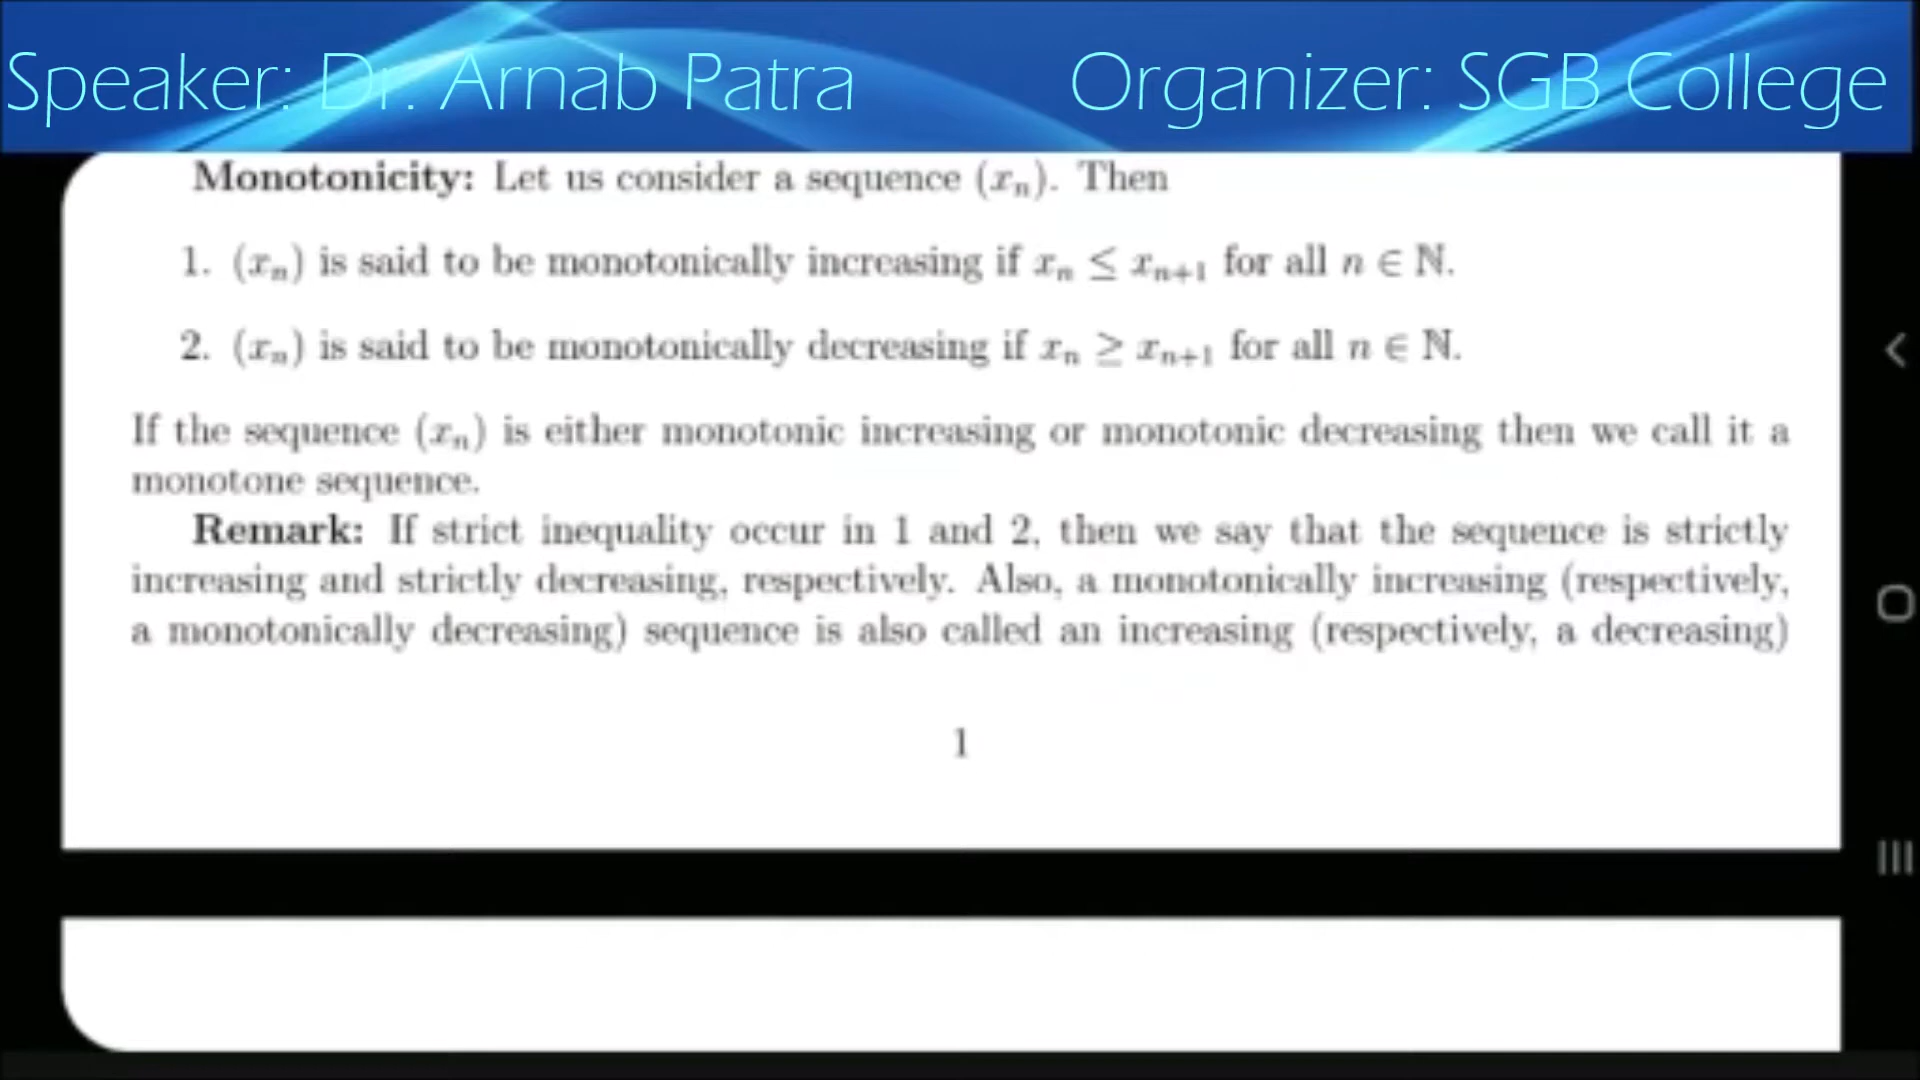 Speaker: Dr. Arnab Patra Organizer: SGB College
Monotonicity: Let us consider a sequence (xₙ). Then
1. (xₙ) is said to be monotonically increasing if xₙ ≤ xₙ₊₁ for all n ∈ ℕ.
2. (xₙ) is said to be monotonically decreasing if xₙ ≥ xₙ₊₁ for all n ∈ ℕ.
If the sequence (xₙ) is either monotonic increasing or monotonic decreasing then we call it a
monotone sequence.
Remark: If strict inequality occur in 1 and 2, then we say that the sequence is strictly
increasing and strictly decreasing, respectively. Also, a monotonically increasing (respectively,
a monotonically decreasing) sequence is also called an increasing (respectively, a decreasing)
1